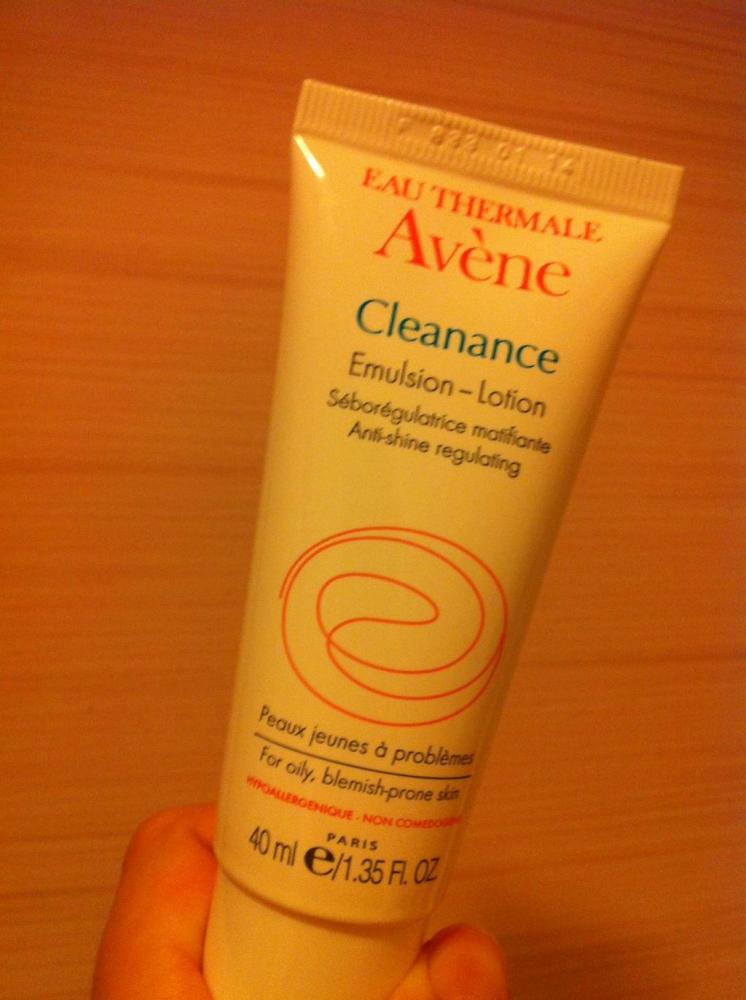 EAU THERMALE
Avène
Cleanance
Emulsion – Lotion
Séborégulatrice matifiante
Anti-shine regulating
Peaux jeunes à problèmes
For oily, blemish-prone skin
HYPOALLERGENIQUE - NON
PARIS
40 ml e/1.35 Fl. OZ